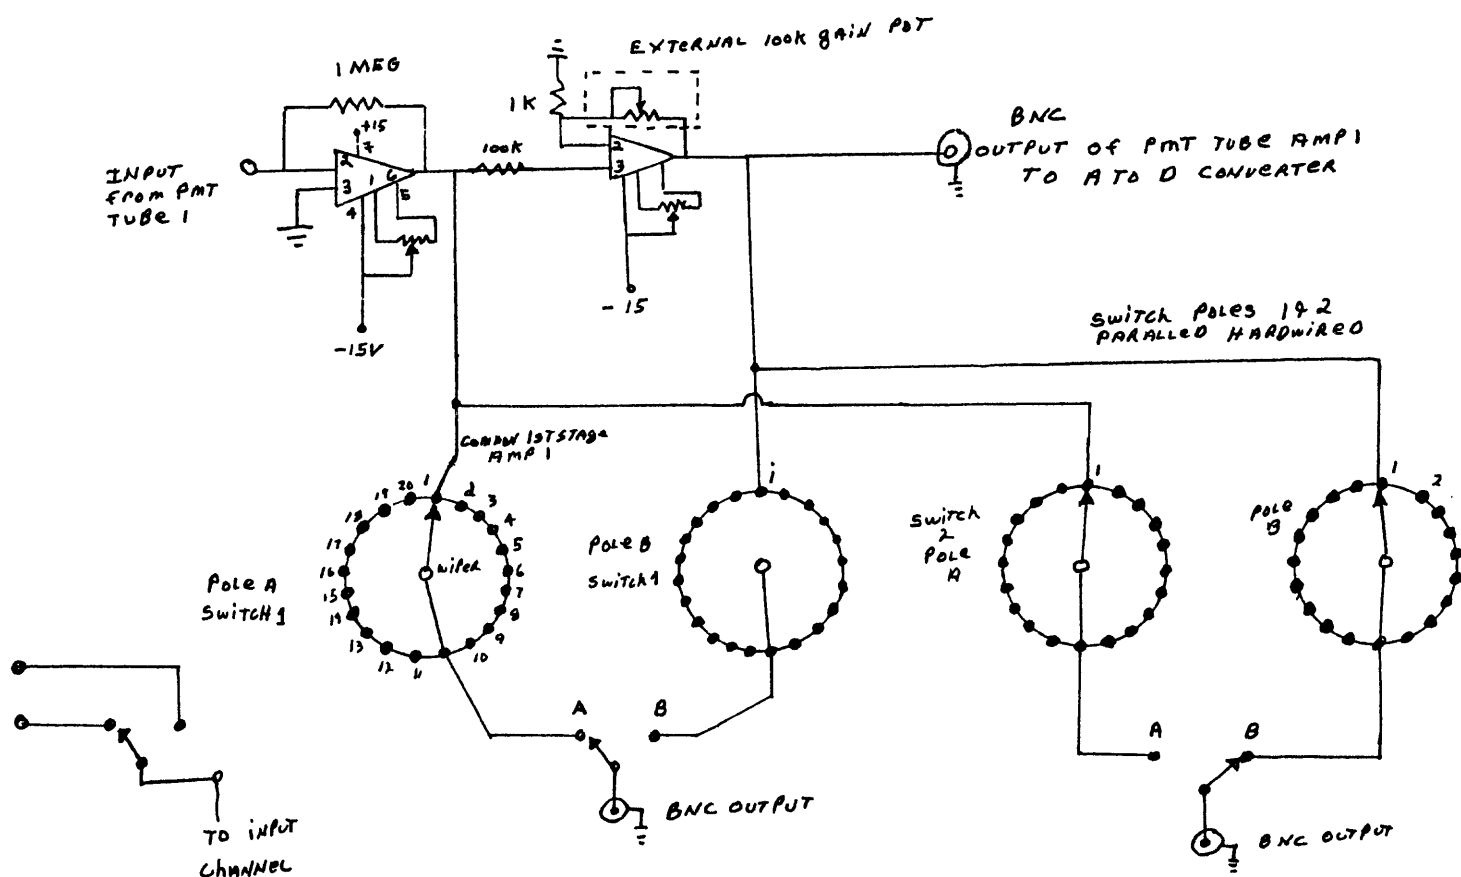 EXTERNAL 100k gAIN POT
1 MEG
1K
+15
7
2
3
1
6
5
4
INPUT
from PMT
TUBE 1
100k
2
3
BNC
OUTPUT of PMT TUBE AMP 1
TO A TO D CONVERTER
-15V
-15
SWITCH POLES 1 & 2
PARALLED HARDWIRED
COMMON 1ST STAGE
AMP 1
1
2
3
4
5
6
7
8
9
10
11
12
13
14
15
16
17
18
19
20
WIPER
POLE A
SWITCH 1
1
POLE B
SWITCH 1
1
SWITCH
2
POLE
A
1
2
POLE
B
A
B
BNC OUTPUT
A
B
BNC OUTPUT
TO INPUT
CHANNEL